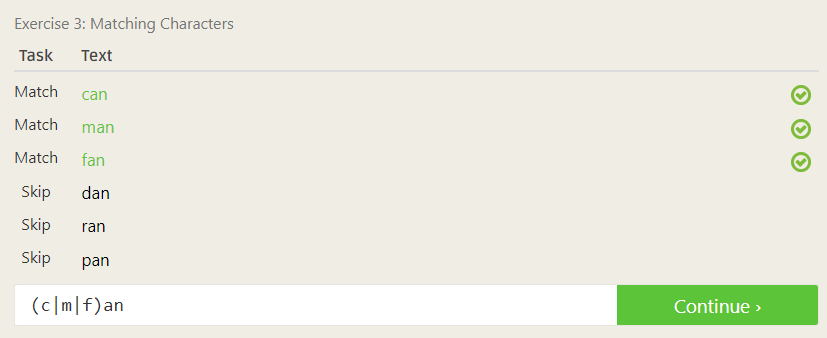 Exercise 3: Matching Characters
Task Text
Match can
Match man
Match fan
Skip dan
Skip ran
Skip pan
(c|m|f)an Continue ›